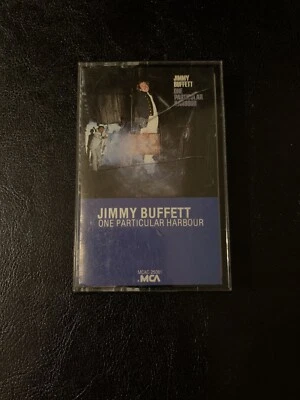 JIMMY
BUFFETT
ONE
PARTICULAR
HARBOUR
JIMMY BUFFETT
ONE PARTICULAR HARBOUR
MCA